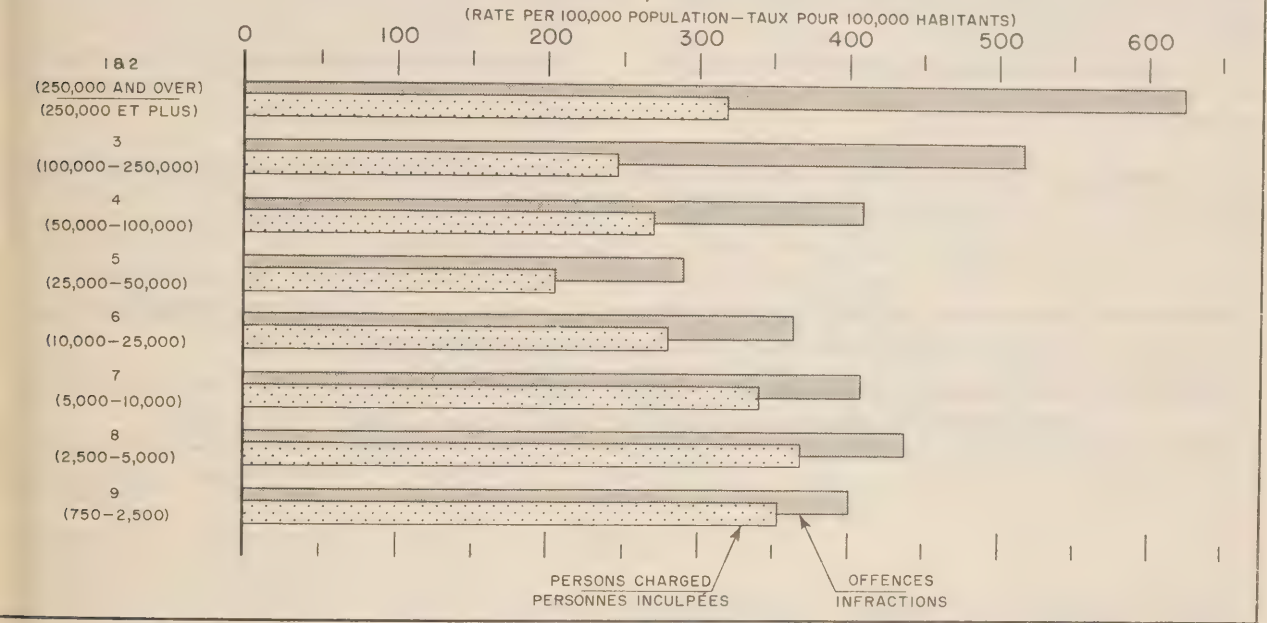 (RATE PER 100,000 POPULATION—TAUX POUR 100,000 HABITANTS)
0 100 200 300 400 500 600
1 & 2
(250,000 AND OVER)
(250,000 ET PLUS)
3
(100,000—250,000)
4
(50,000—100,000)
5
(25,000—50,000)
6
(10,000—25,000)
7
(5,000—10,000)
8
(2,500—5,000)
9
(750—2,500)
PERSONS CHARGED
PERSONNES INCULPÉES
OFFENCES
INFRACTIONS